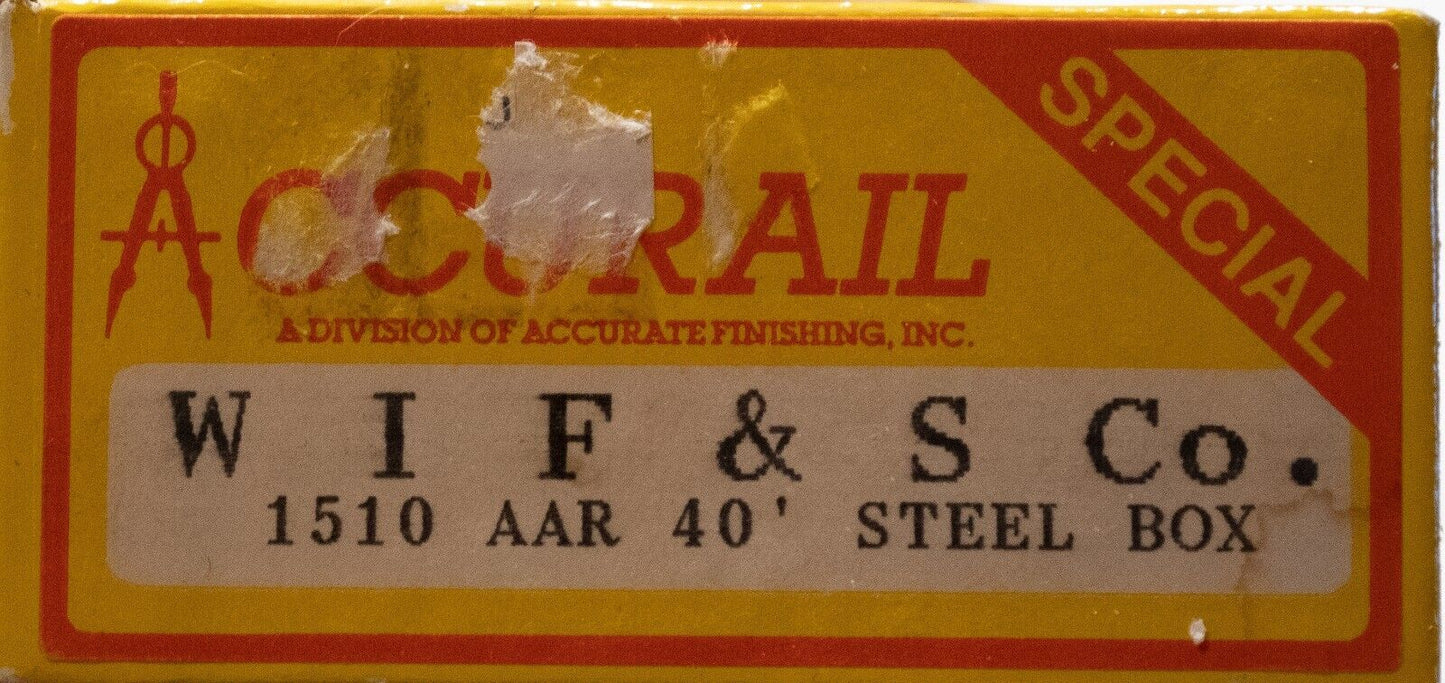 ACCURAIL
SPECIAL
A DIVISION OF ACCURATE FINISHING, INC.
W I F & S Co.
1510 AAR 40' STEEL BOX